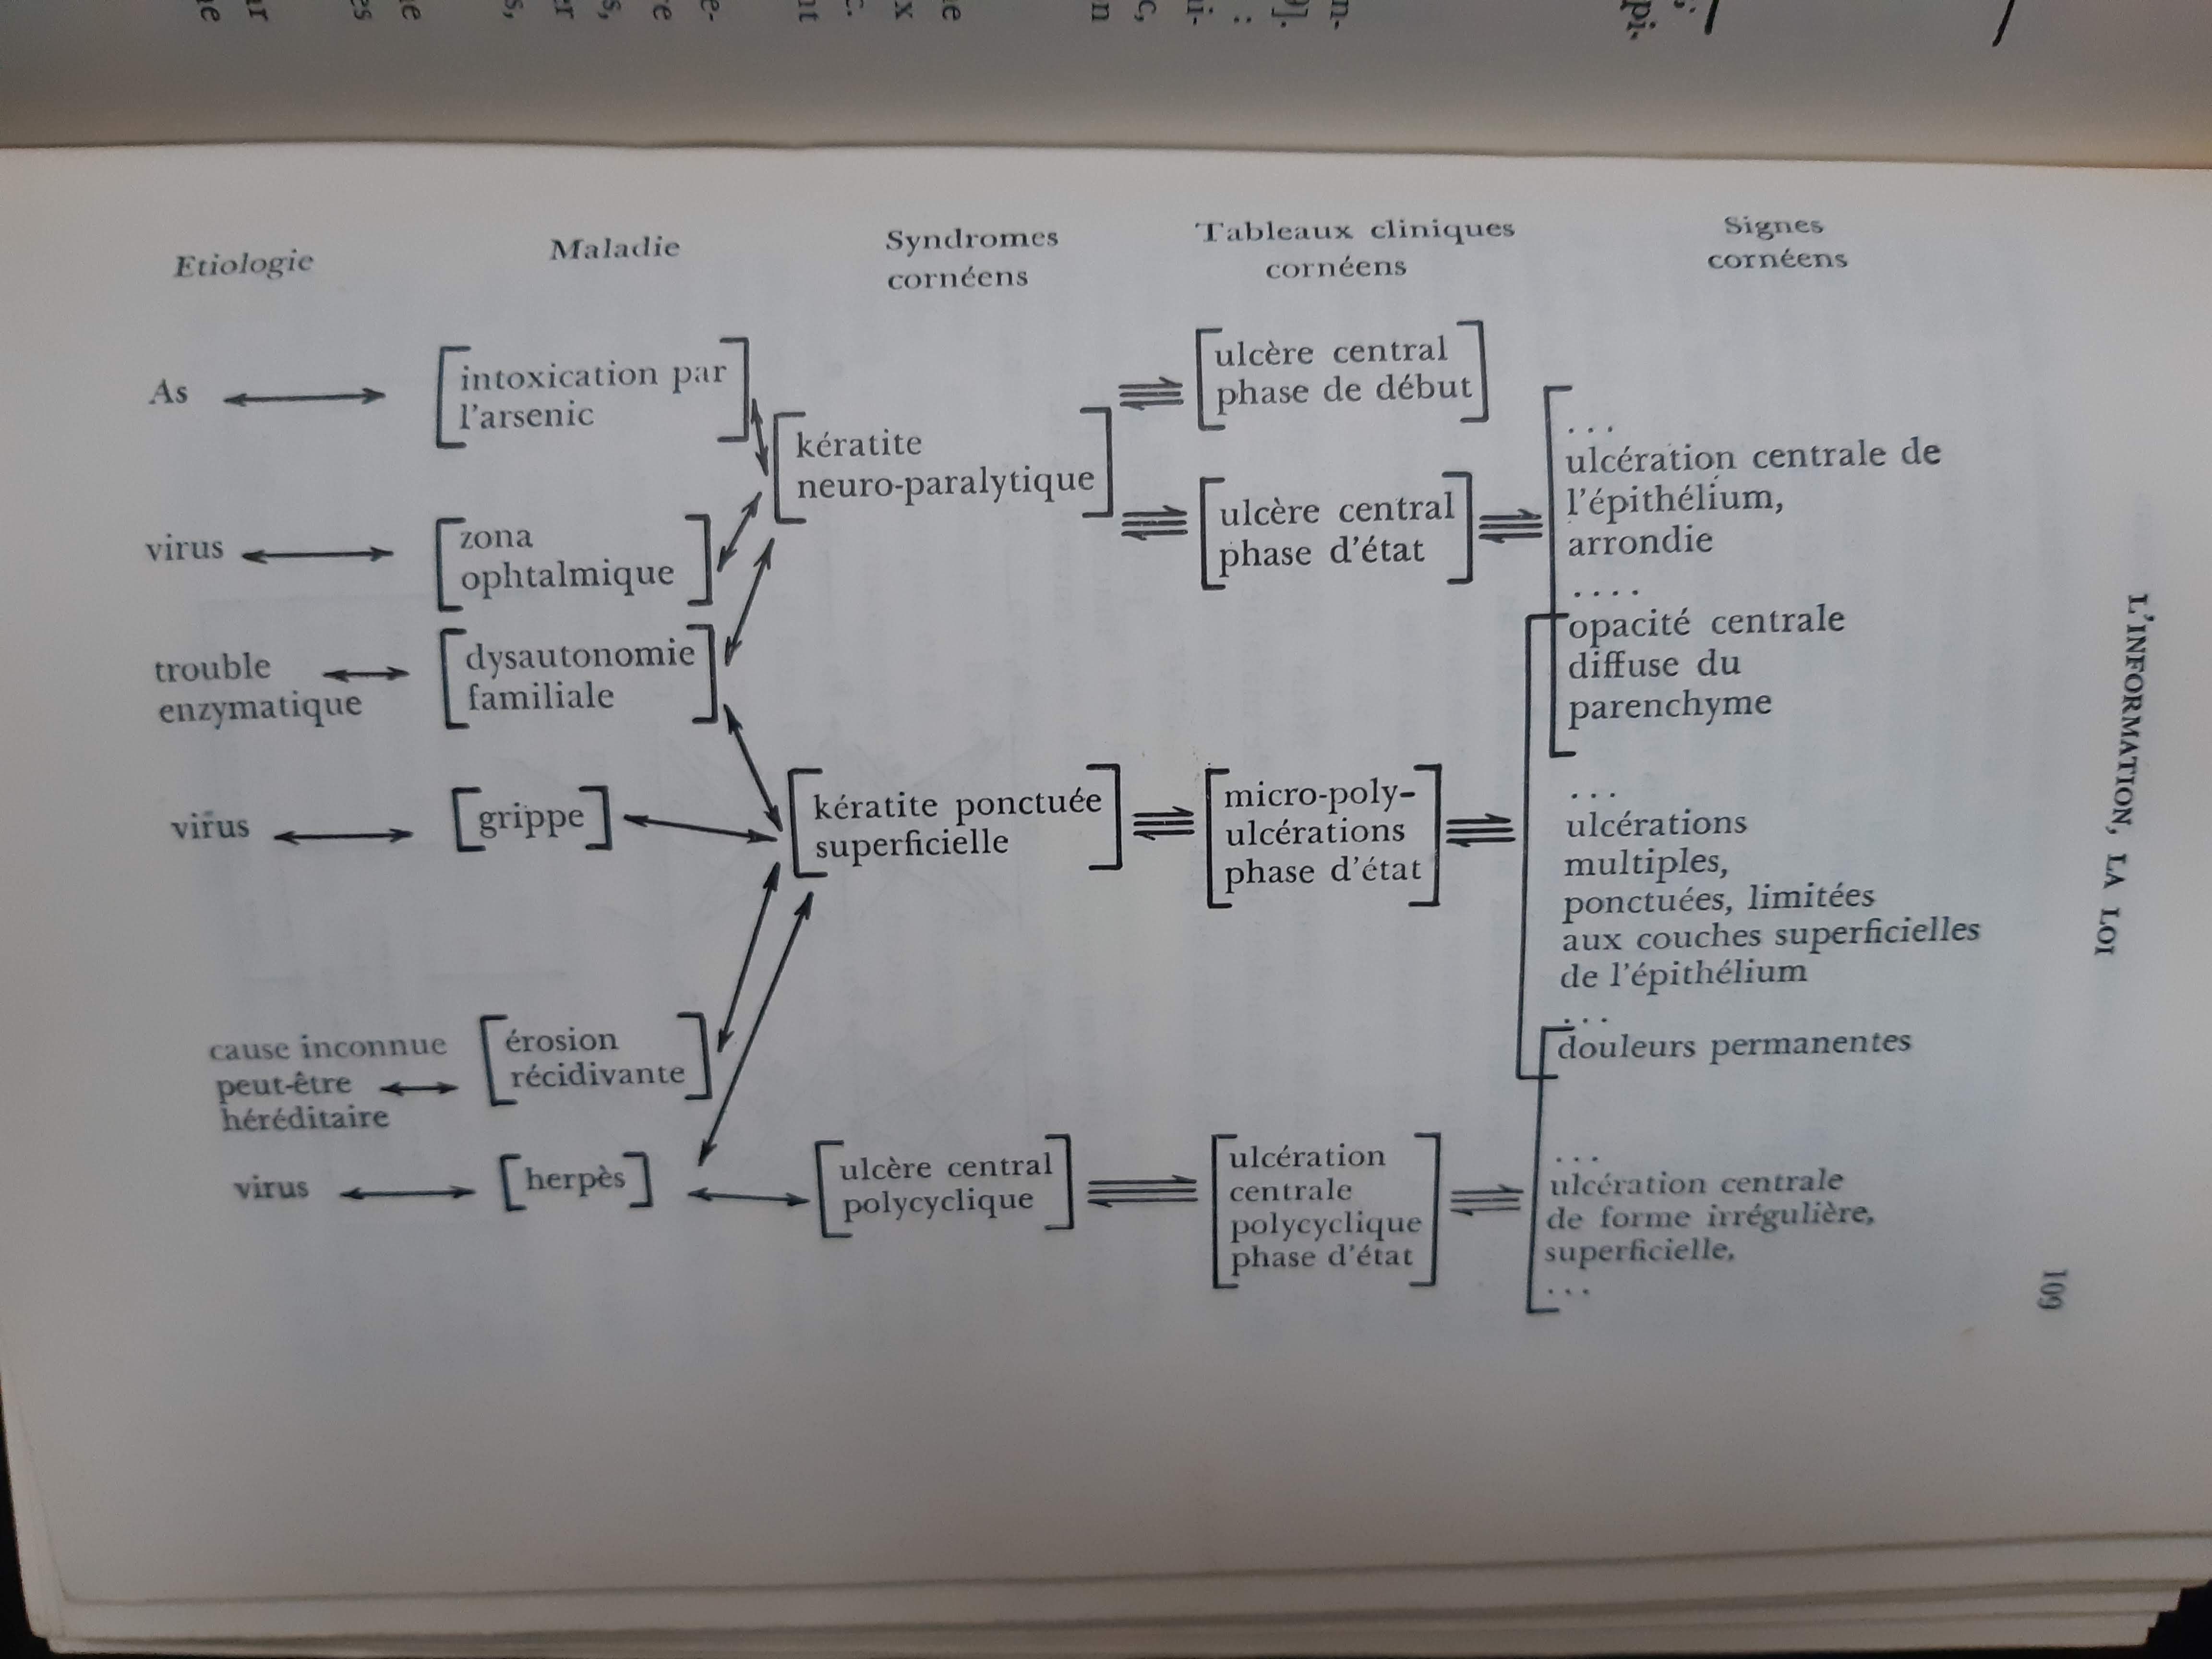 Etiologie
Maladie
Syndromes
cornéens
Tableaux cliniques
cornéens
Signes
cornéens
As
intoxication par
l'arsenic
virus
zona
ophtalmique
trouble
enzymatique
dysautonomie
familiale
virus
grippe
cause inconnue
peut-être
héréditaire
érosion
récidivante
virus
herpès
kératite
neuro-paralytique
kératite ponctuée
superficielle
ulcère central
polycyclique
ulcère central
phase de début
ulcère central
phase d'état
micro-poly-
ulcérations
phase d'état
ulcération
centrale
polycyclique
phase d'état
...
ulcération centrale de
l'épithélium,
arrondie
....
opacité centrale
diffuse du
parenchyme
...
ulcérations
multiples,
ponctuées, limitées
aux couches superficielles
de l'épithélium
...
douleurs permanentes
...
ulcération centrale
de forme irrégulière,
superficielle,
...
L'INFORMATION, LA LOI
109